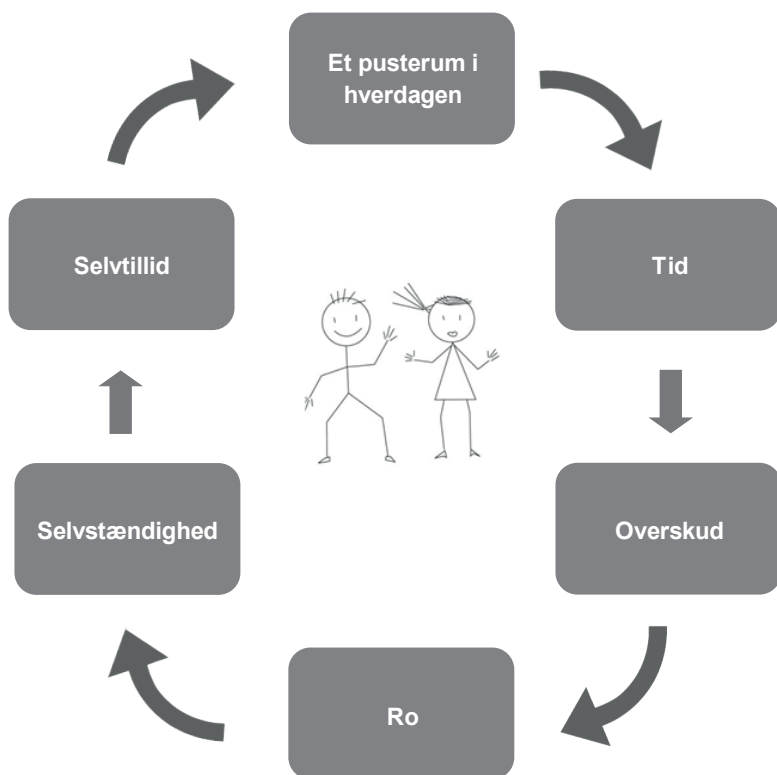 Et pusterum i
hverdagen
Tid
Overskud
Ro
Selvstændighed
Selvtillid